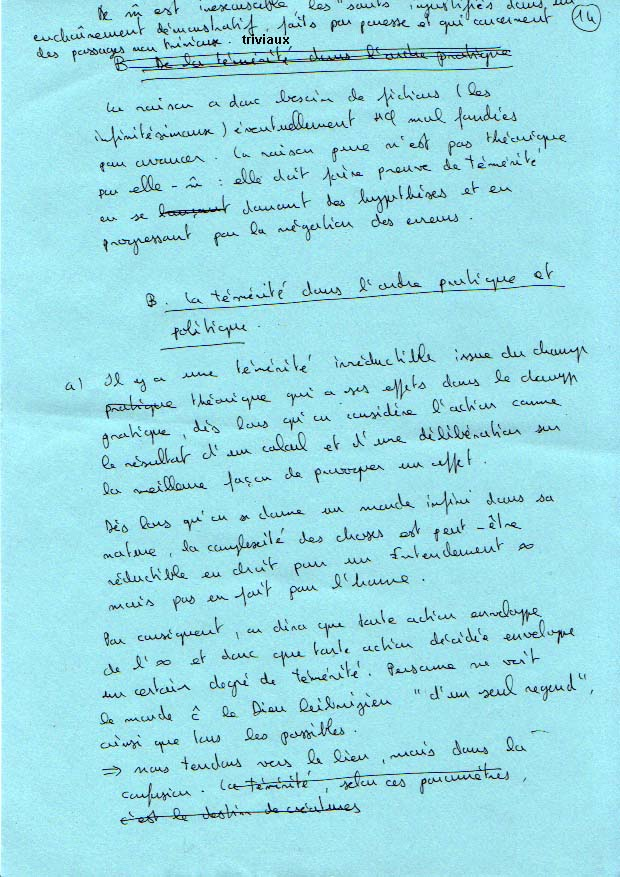 De m̂ est inexcusable les "sauts injustifiés dans un
enchaînement démonstratif, faits par paresse et qui concernent
des passages non triviaux. triviaux
14
B De la témérité dans l'ordre pratique
La raison a donc besoin de fictions (les
infinitésimaux) éventuellement mal fondées
pour avancer. La raison pure n'est pas théorique
par elle-m̂ : elle doit faire preuve de témérité
en se lançant donnant des hypothèses et en
progressant par la négation des erreurs.
B. La témérité dans l'ordre pratique et
politique.
a) Il y a une témérité irréductible issue du champ
pratique théorique qui a ses effets dans le champ
pratique, dès lors qu'on considère l'action comme
le résultat d'un calcul et d'une délibération sur
la meilleure façon de provoquer un effet.
Dès lors qu'on se donne un monde infini dans sa
nature, la complexité des choses est peut-être
réductible en droit pour un Entendement ∞
mais pas en fait pour l'homme.
Par conséquent, on dira que toute action enveloppe
de l'∞ et donc que toute action décidée enveloppe
un certain degré de témérité. Personne ne voit
le monde ĉ le Dieu leibnizien "d'un seul regard",
ainsi que tous les possibles.
⇒ nous tendons vers le bien, mais dans la
confusion. La témérité, selon ces paramètres,
c'est le destin de créatures